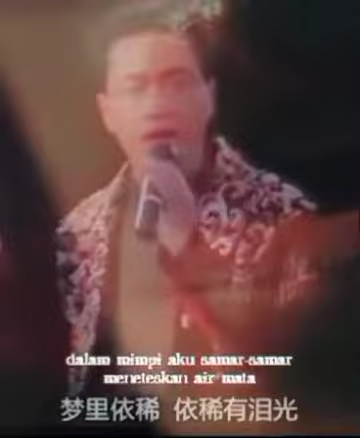 dalam mimpi aku samar-samar
meneteskan air mata
梦里依稀 依稀有泪光